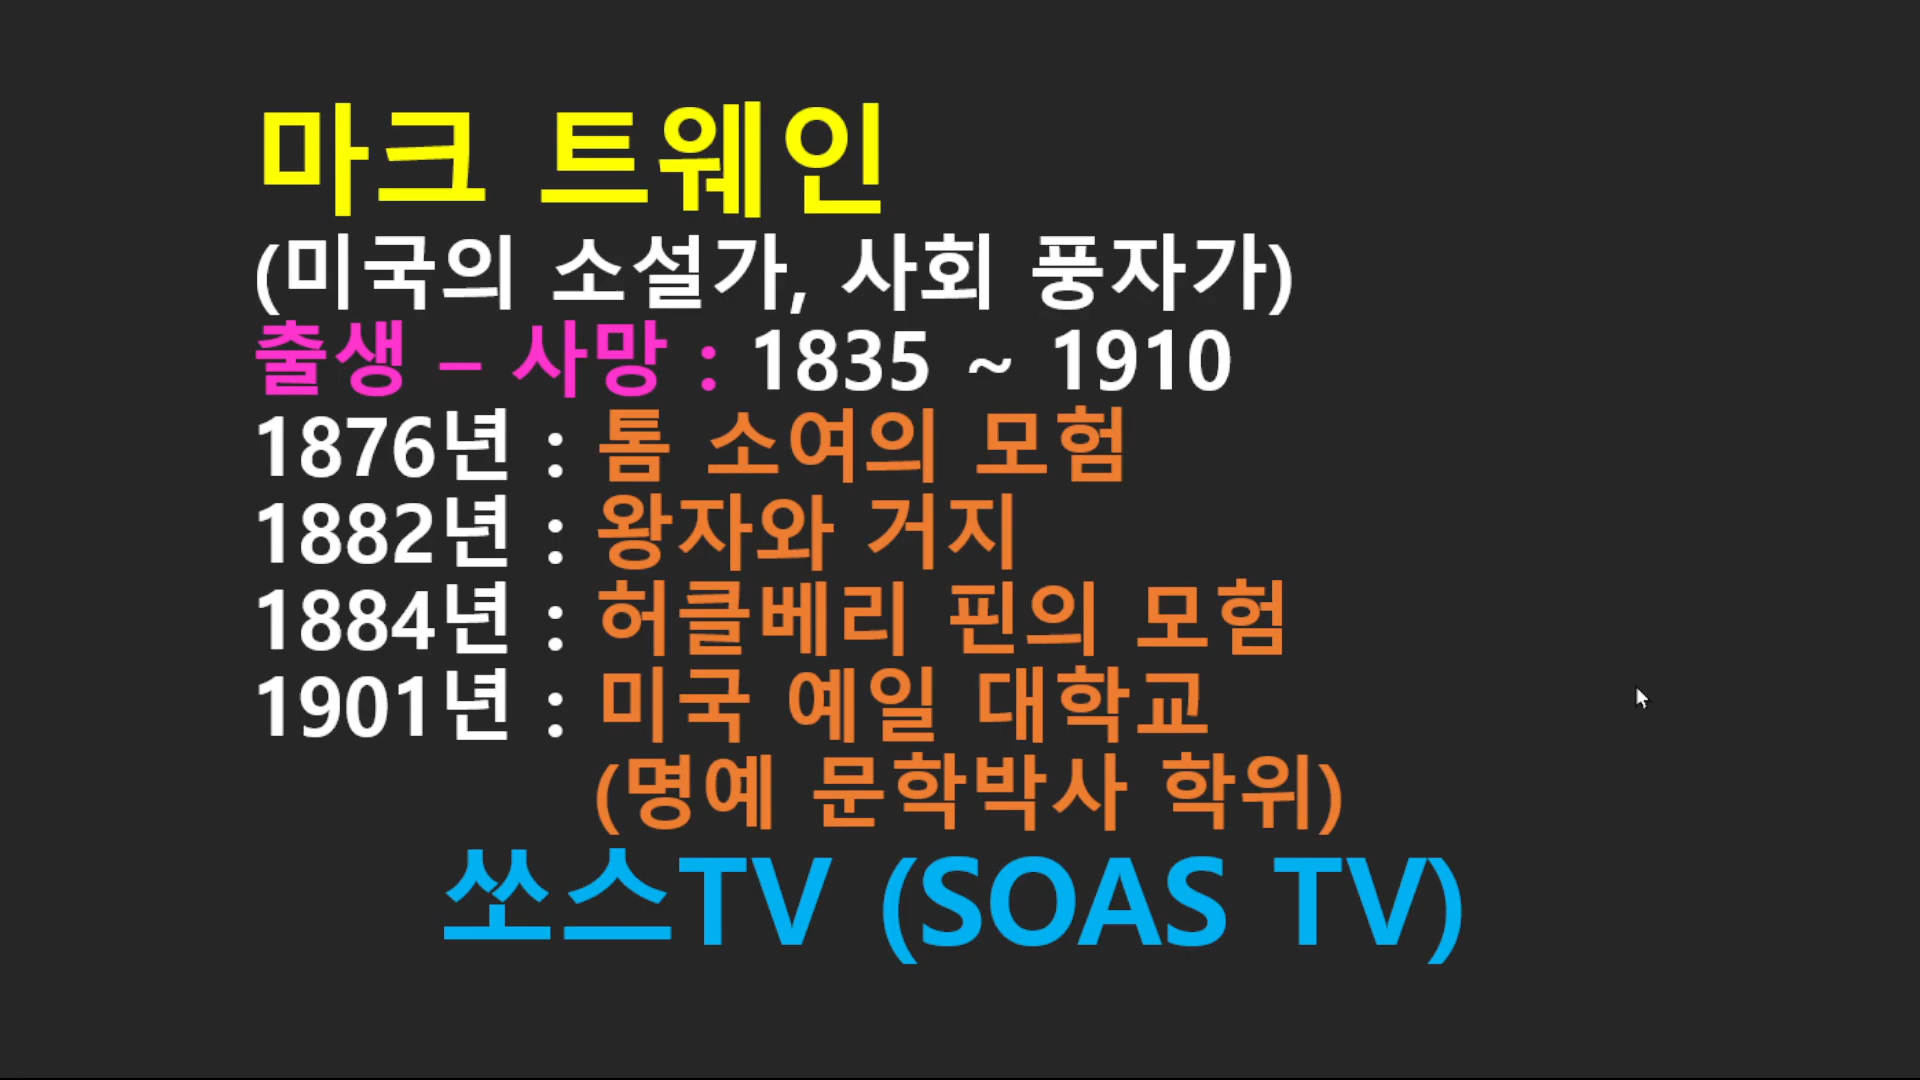 마크 트웨인
(미국의 소설가, 사회 풍자가)
출생 – 사망 : 1835 ~ 1910
1876년 : 톰 소여의 모험
1882년 : 왕자와 거지
1884년 : 허클베리 핀의 모험
1901년 : 미국 예일 대학교
(명예 문학박사 학위)
쏘스TV (SOAS TV)